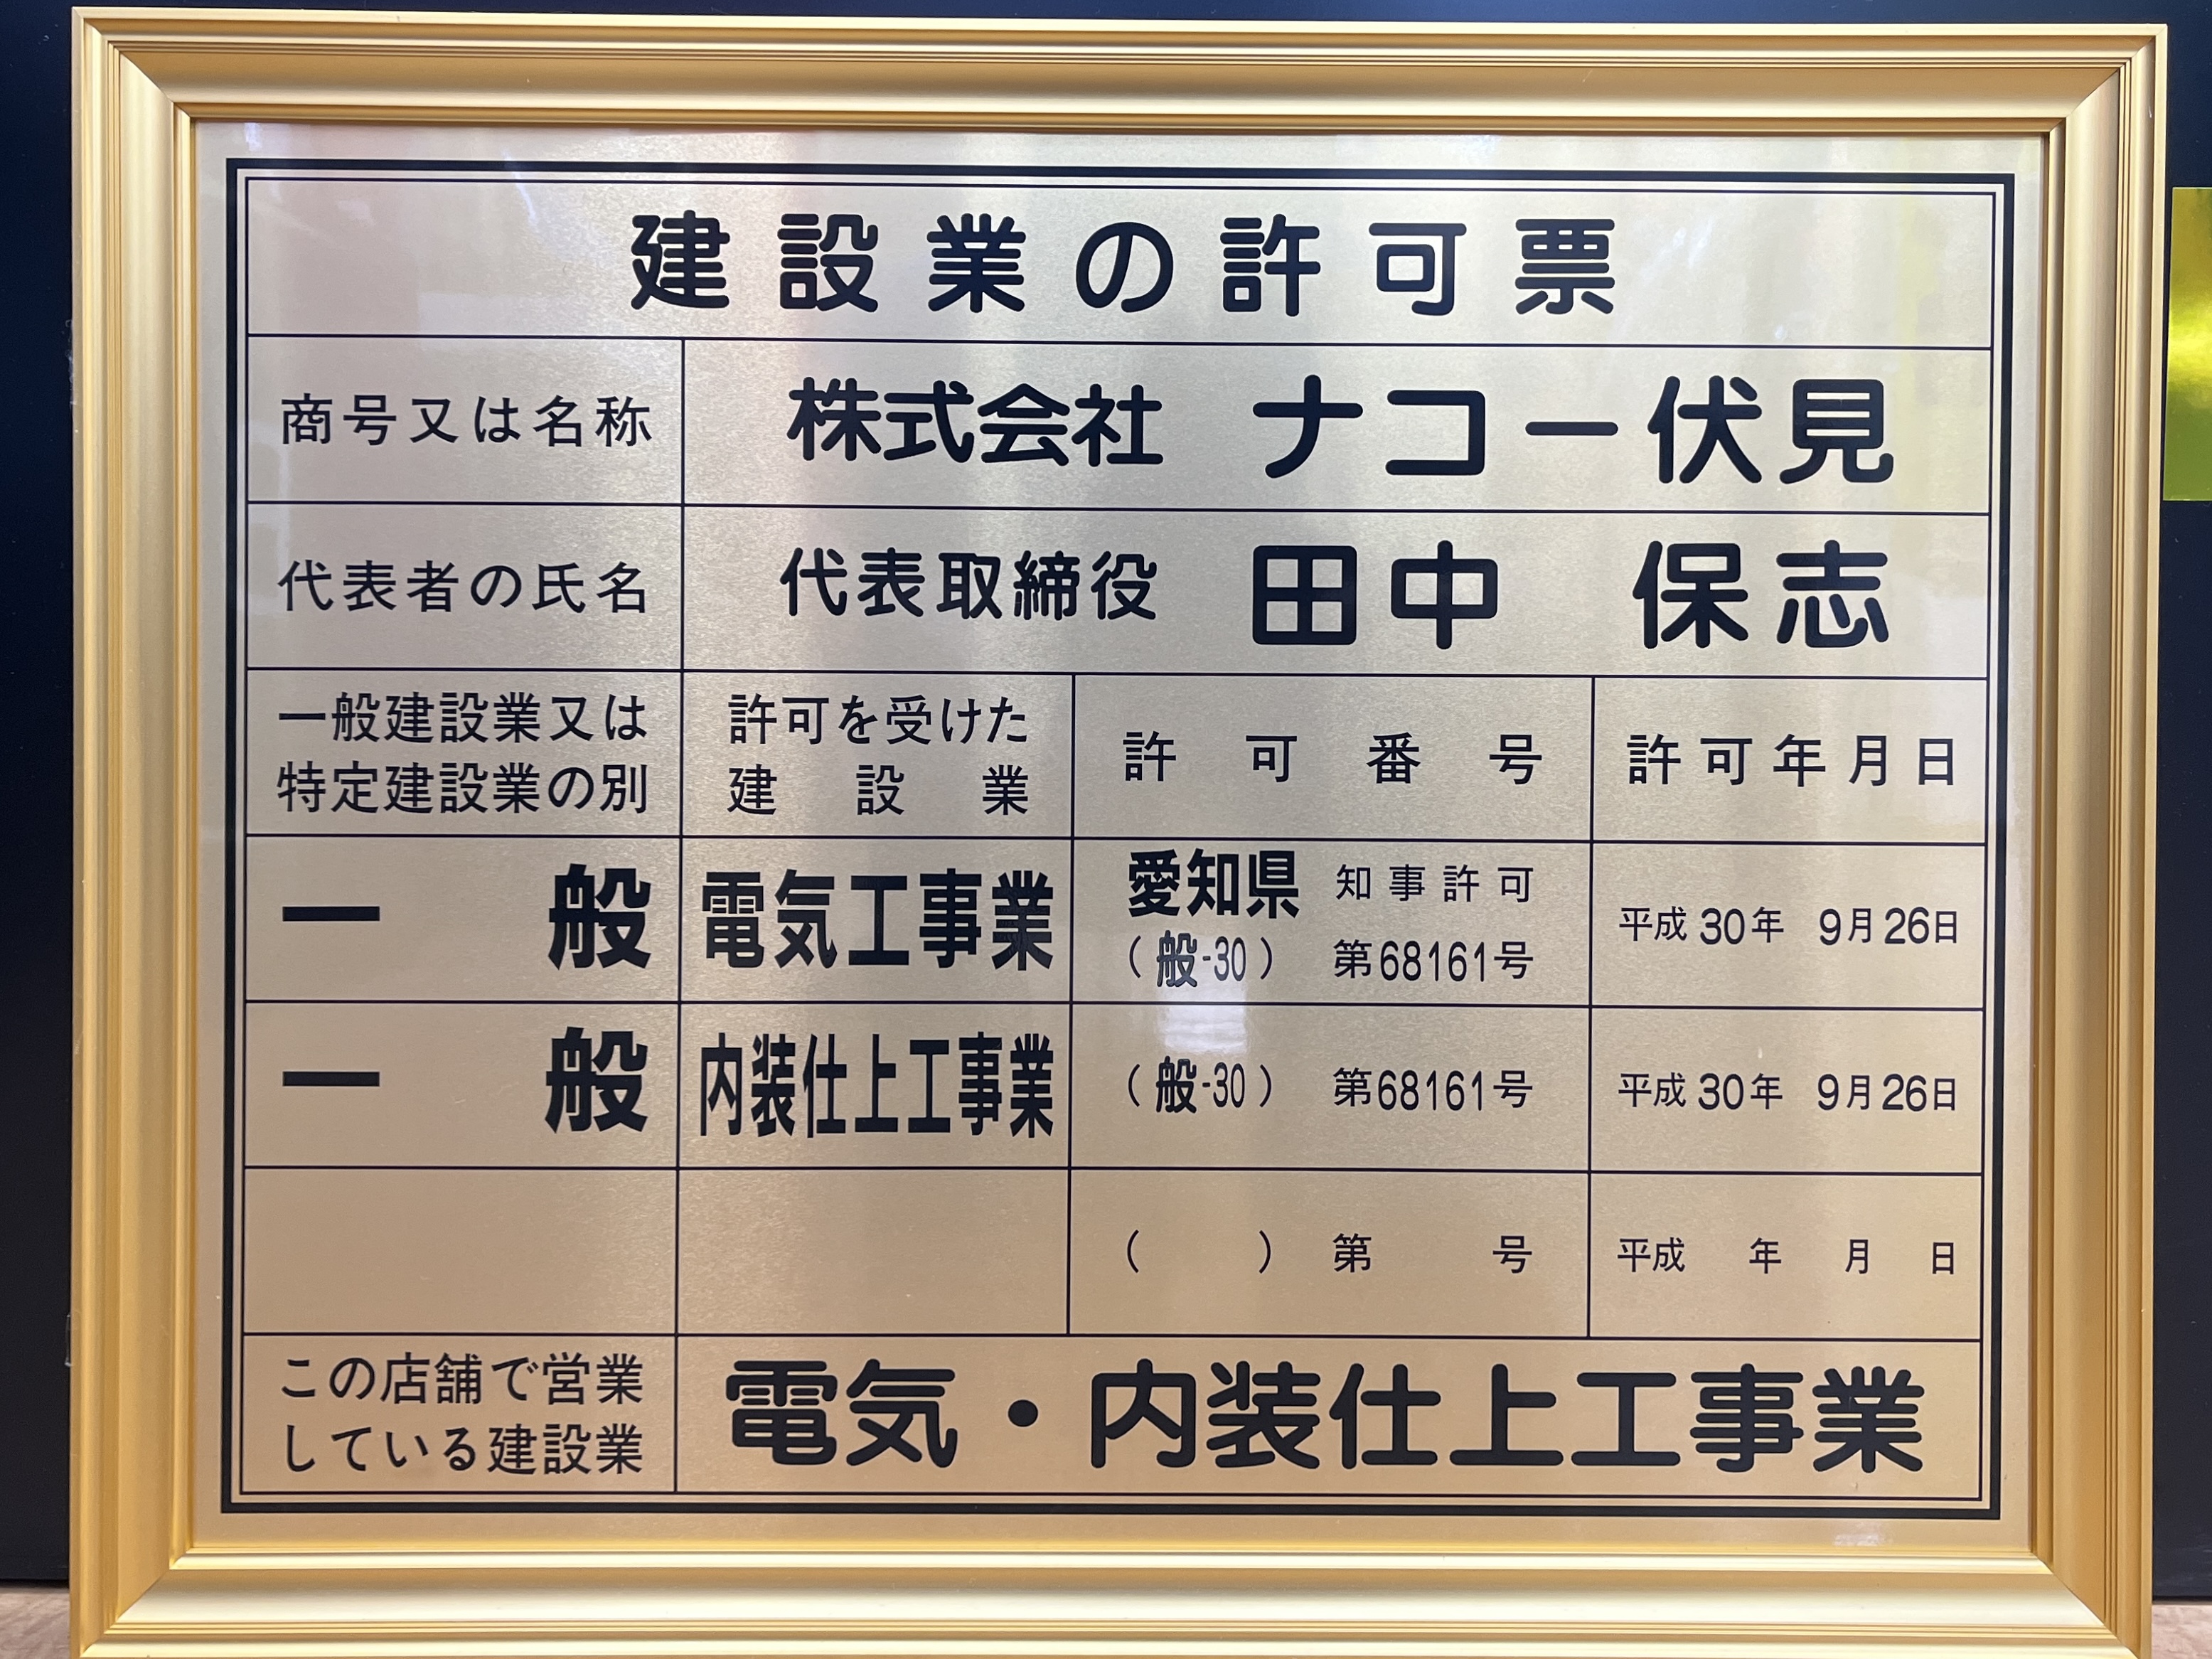 建設業の許可票
商号又は名称 株式会社 ナコー伏見
代表者の氏名 代表取締役 田中 保志
一般建設業又は
特定建設業の別
許可を受けた
建設業
許可番号
許可年月日
一般 電気工事業
愛知県 知事許可
(般-30) 第68161号
平成30年 9月26日
一般 内装仕上工事業 (般-30) 第68161号 平成30年 9月26日
( ) 第 号 平成 年 月 日
この店舗で営業
している建設業
電気・内装仕上工事業